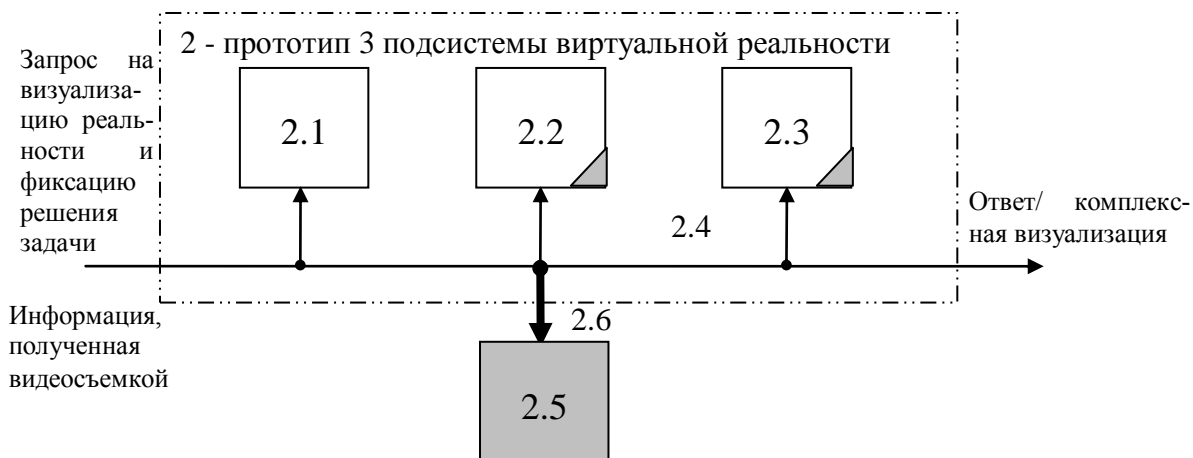 2 - прототип 3 подсистемы виртуальной реальности
Запрос на
визуализа-
цию реаль-
ности и
фиксацию
решения
задачи
2.1
2.2
2.3
2.4
Ответ/ комплекс-
ная визуализация
Информация,
полученная
видеосъемкой
2.6
2.5